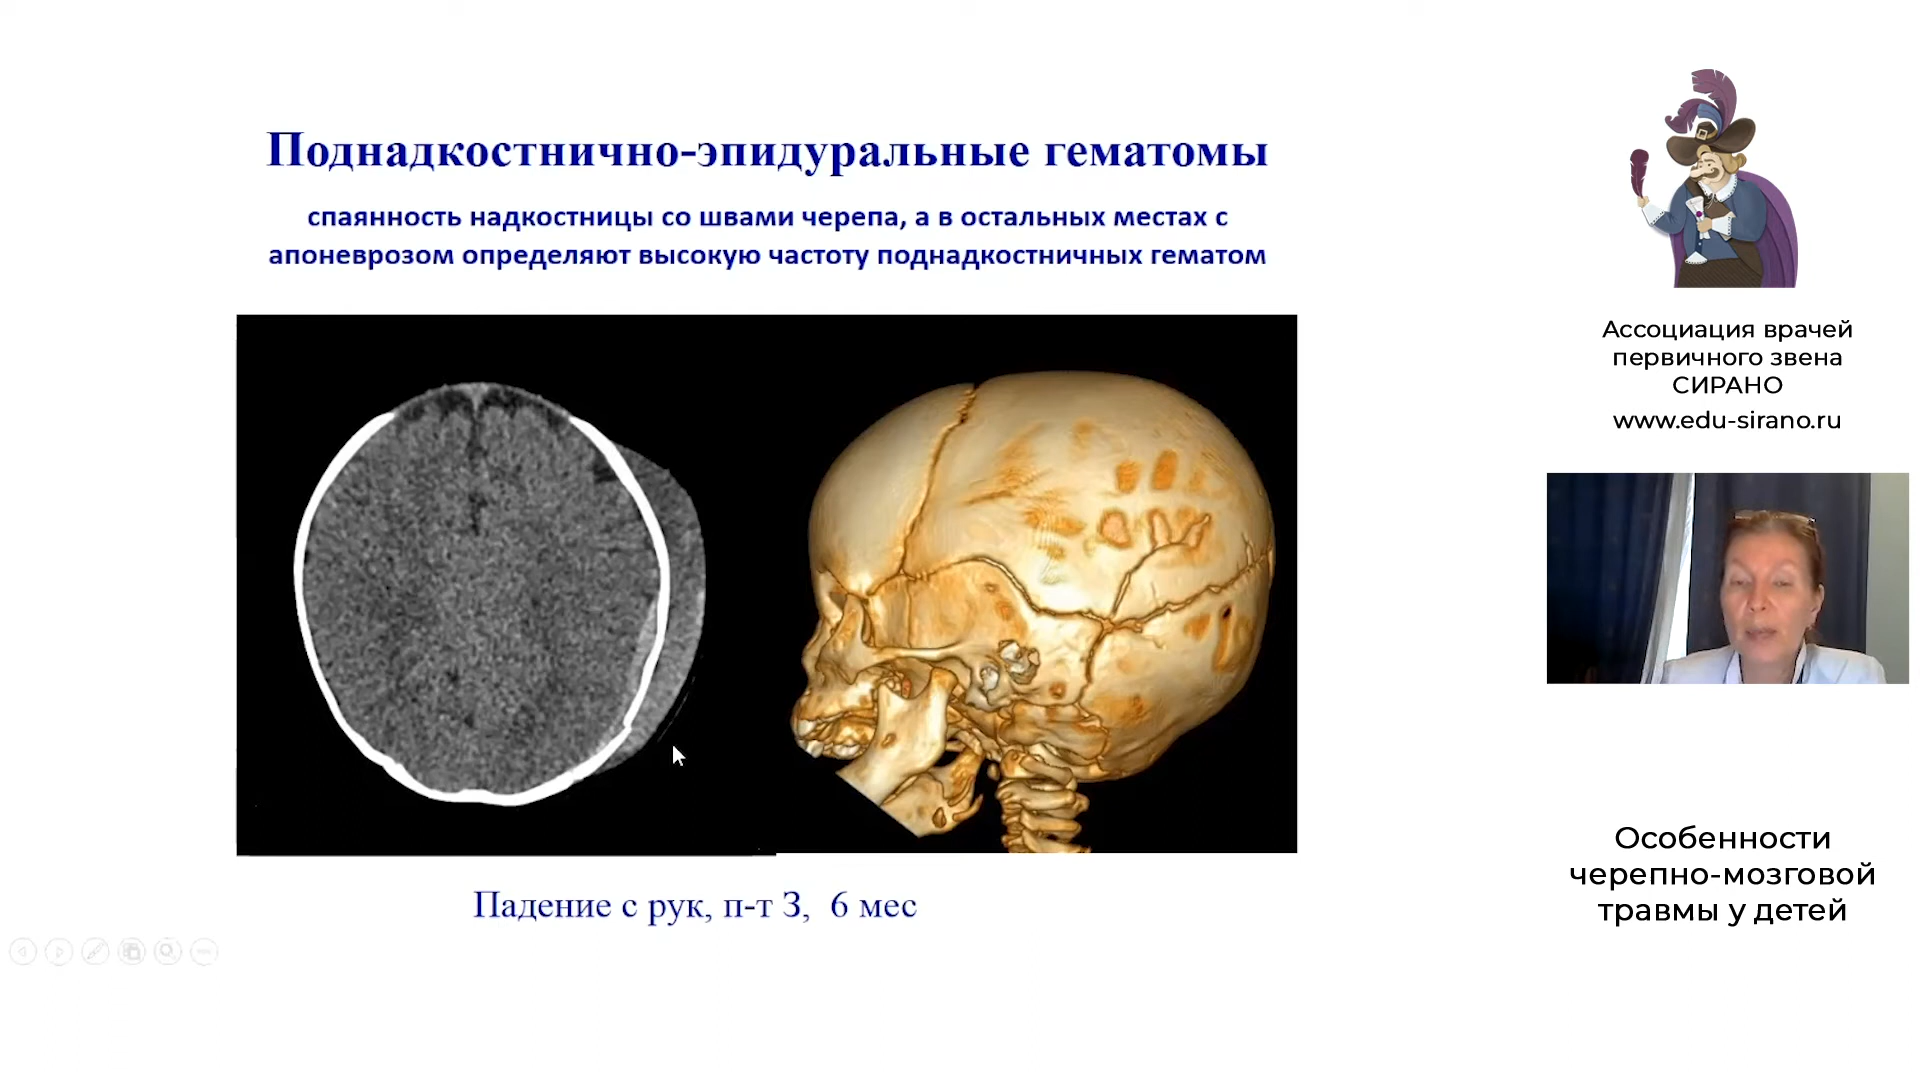 Поднадкостнично-эпидуральные гематомы
спаянность надкостницы со швами черепа, а в остальных местах с
апоневрозом определяют высокую частоту поднадкостничных гематом
Падение с рук, п-т З, 6 мес
Ассоциация врачей
первичного звена
СИРАНО
www.edu-sirano.ru
Особенности
черепно-мозговой
травмы у детей